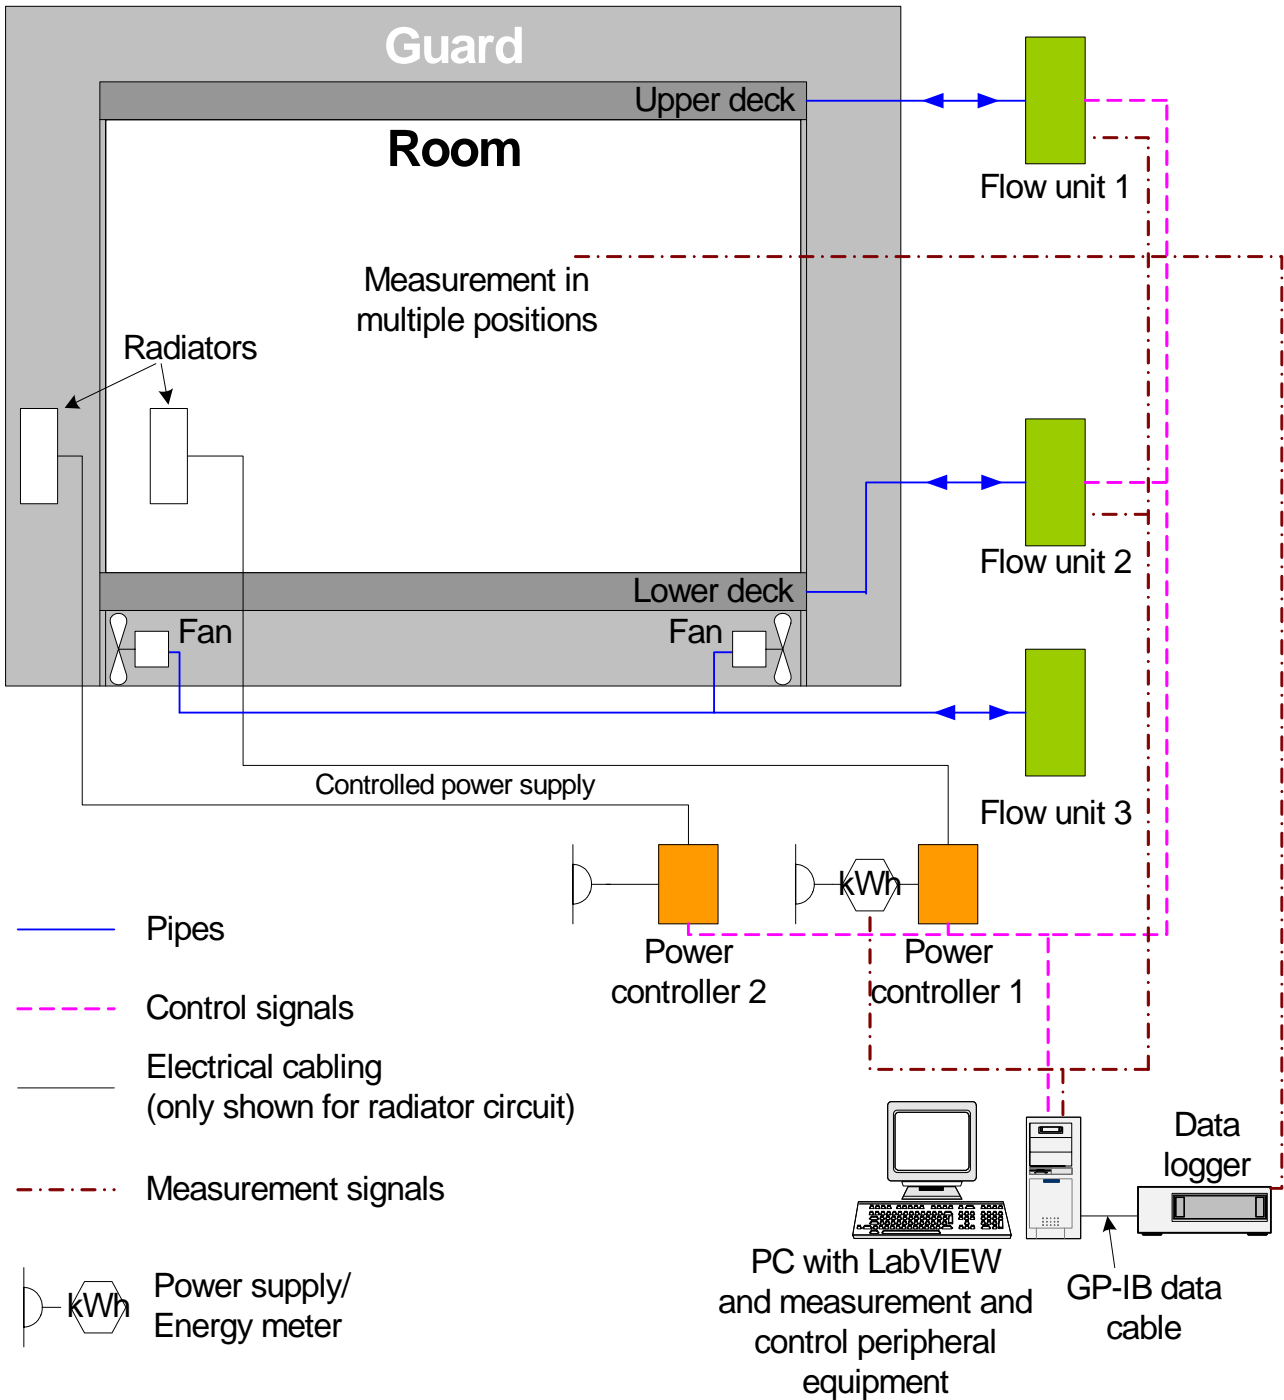 Guard
Upper deck
Room
Flow unit 1
Measurement in
multiple positions
Radiators
Flow unit 2
Lower deck
Fan
Fan
Flow unit 3
Controlled power supply
kWh
Pipes
Power
controller 2
Power
controller 1
Control signals
Electrical cabling
(only shown for radiator circuit)
Data
logger
Measurement signals
PC with LabVIEW
and measurement and
control peripheral
equipment
GP-IB data
cable
kWh
Power supply/
Energy meter